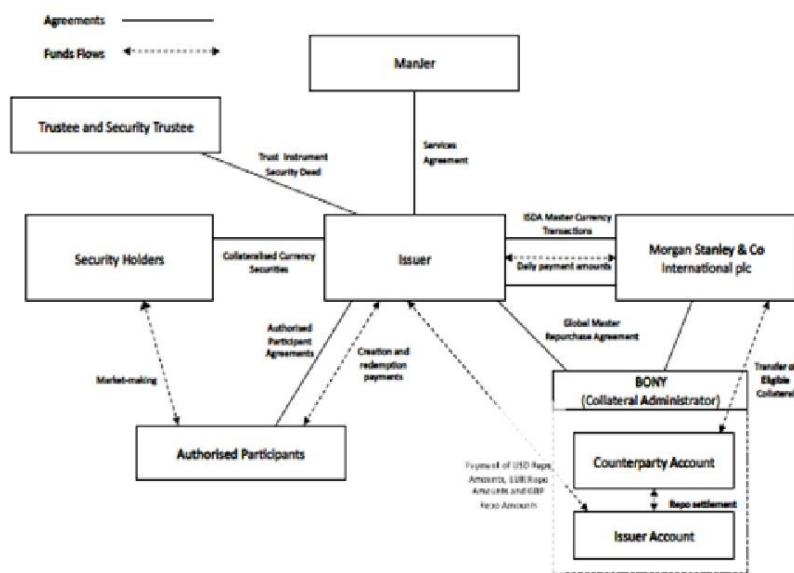 Agreements
Funds Flows
ManJer
Trustee and Security Trustee
Trust Instrument
Security Deed
Services
Agreement
ISDA Master Currency
Transactions
Security Holders
Collateralised Currency
Securities
Issuer
Daily payment amounts
Morgan Stanley & Co
International plc
Authorised
Participant
Agreements
Creation and
redemption
payments
Global Master
Repurchase Agreement
Market-making
Transfer of
Eligible
Collateral
BONY
(Collateral Administrator)
Authorised Participants
Counterparty Account
Payment of USD Repo
Amounts, EUR Repo
Amounts and GBP
Repo Amounts
Repo settlement
Issuer Account